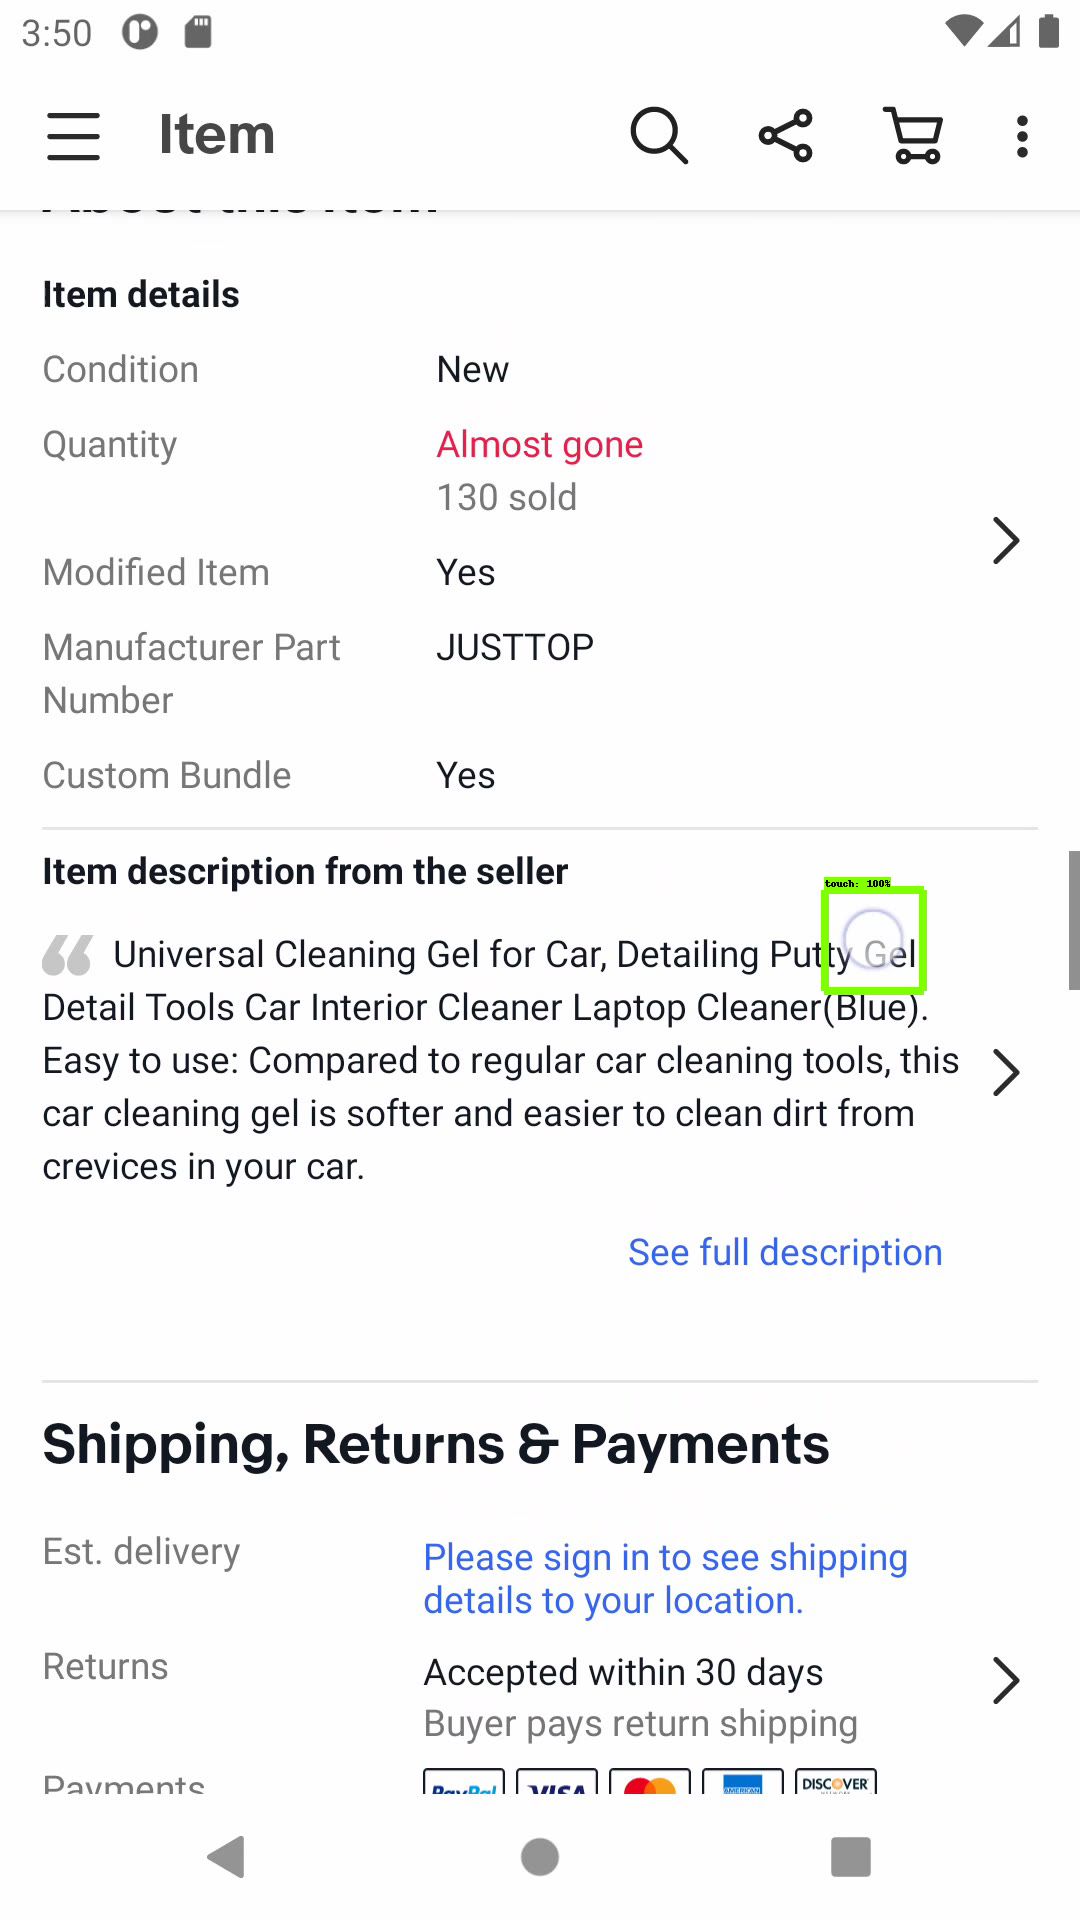 3:50
Item
About this item
Item details
Condition New
Quantity Almost gone
130 sold
Modified Item Yes
Manufacturer Part Number JUSTTOP
Custom Bundle Yes
Item description from the seller
touch: 100%
Universal Cleaning Gel for Car, Detailing Putty Gel
Detail Tools Car Interior Cleaner Laptop Cleaner(Blue).
Easy to use: Compared to regular car cleaning tools, this
car cleaning gel is softer and easier to clean dirt from
crevices in your car.
See full description
Shipping, Returns & Payments
Est. delivery Please sign in to see shipping
details to your location.
Returns Accepted within 30 days
Buyer pays return shipping
Payments PayPal VISA AMERICAN DISCOVER